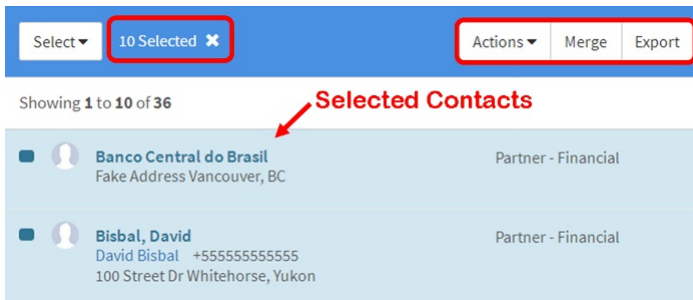 Select
10 Selected ✖
Actions
Merge
Export
Showing 1 to 10 of 36
Selected Contacts
Banco Central do Brasil
Partner - Financial
Fake Address Vancouver, BC
Bisbal, David
Partner - Financial
David Bisbal +555555555555
100 Street Dr Whitehorse, Yukon